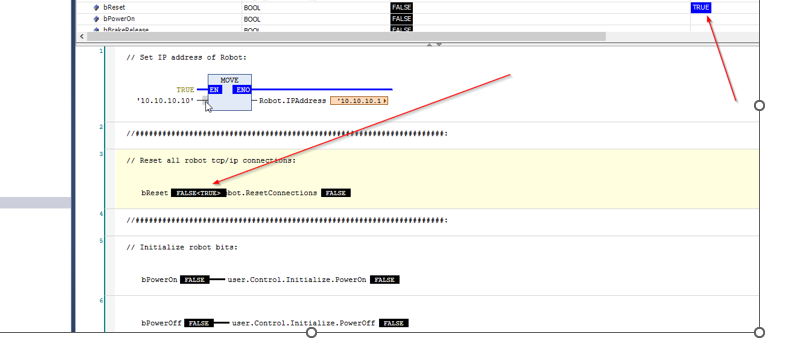 bReset BOOL FALSE TRUE
bPowerOn BOOL FALSE
bBrakeRelease BOOL FALSE
1
// Set IP address of Robot:
MOVE
TRUE EN ENO
'10.10.10.10' Robot.IPAddress '10.10.10.1
2
//######################################################################:
3
// Reset all robot tcp/ip connections:
bReset FALSE<TRUE> bot.ResetConnections FALSE
4
//######################################################################:
5
// Initialize robot bits:
bPowerOn FALSE user.Control.Initialize.PowerOn FALSE
6
bPowerOff FALSE user.Control.Initialize.PowerOff FALSE